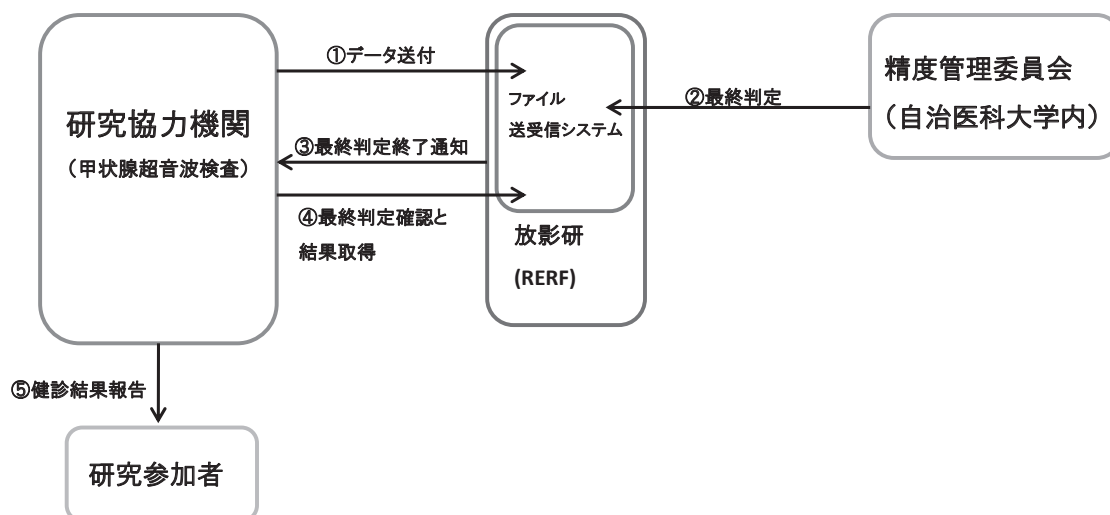 研究協力機関
（甲状腺超音波検査）
①データ送付
ファイル
送受信システム
②最終判定
精度管理委員会
（自治医科大学内）
③最終判定終了通知
④最終判定確認と
結果取得
放影研
(RERF)
⑤健診結果報告
研究参加者